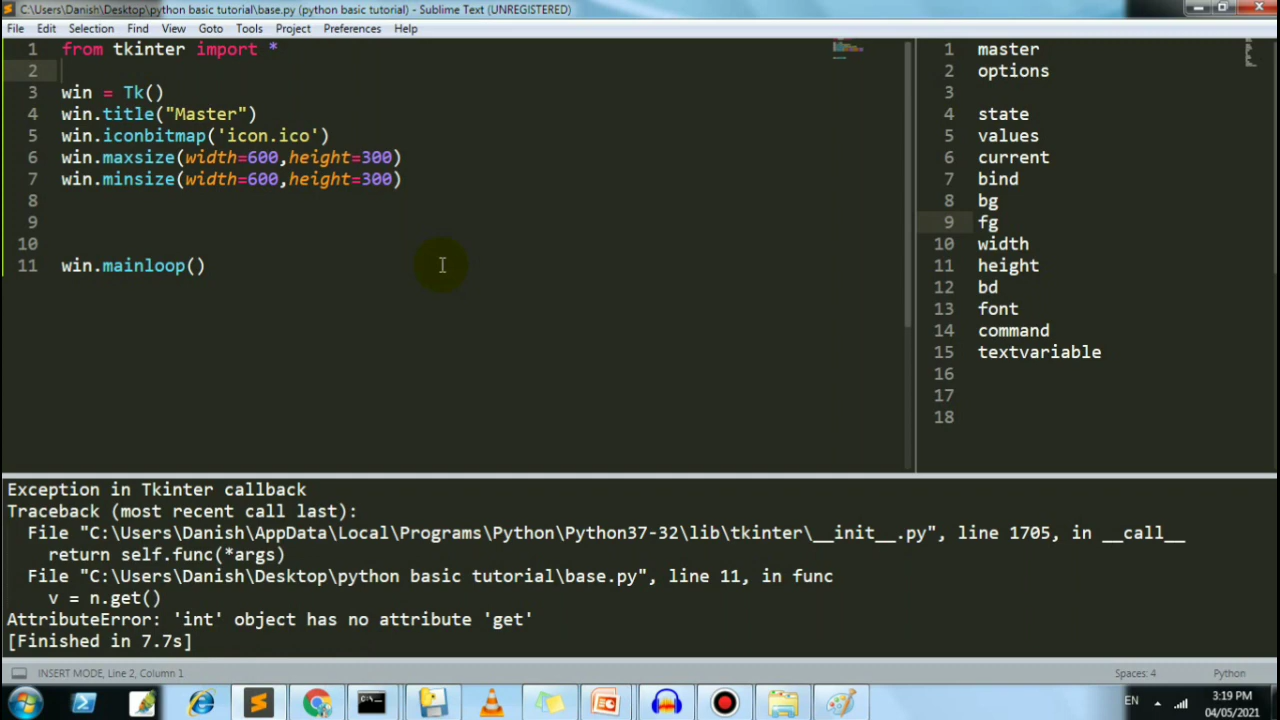 C:\Users\Danish\Desktop\python basic tutorial\base.py (python basic tutorial) - Sublime Text (UNREGISTERED)
File Edit Selection Find View Goto Tools Project Preferences Help
1 from tkinter import *
2
3 win = Tk()
4 win.title("Master")
5 win.iconbitmap('icon.ico')
6 win.maxsize(width=600,height=300)
7 win.minsize(width=600,height=300)
8
9
10
11 win.mainloop()
1 master
2 options
3
4 state
5 values
6 current
7 bind
8 bg
9 fg
10 width
11 height
12 bd
13 font
14 command
15 textvariable
16
17
18
Exception in Tkinter callback
Traceback (most recent call last):
File "C:\Users\Danish\AppData\Local\Programs\Python\Python37-32\lib\tkinter\__init__.py", line 1705, in __call__
return self.func(*args)
File "C:\Users\Danish\Desktop\python basic tutorial\base.py", line 11, in func
v = n.get()
AttributeError: 'int' object has no attribute 'get'
[Finished in 7.7s]
INSERT MODE, Line 2, Column 1 Spaces: 4 Python
EN 3:19 PM
04/05/2021